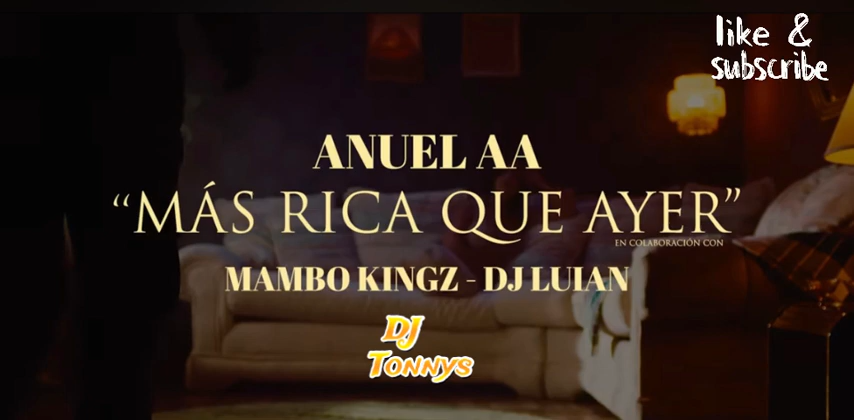 like &
subscribe
ANUEL AA
“MÁS RICA QUE AYER”
EN COLABORACIÓN CON
MAMBO KINGZ - DJ LUIAN
DJ
TONNYS